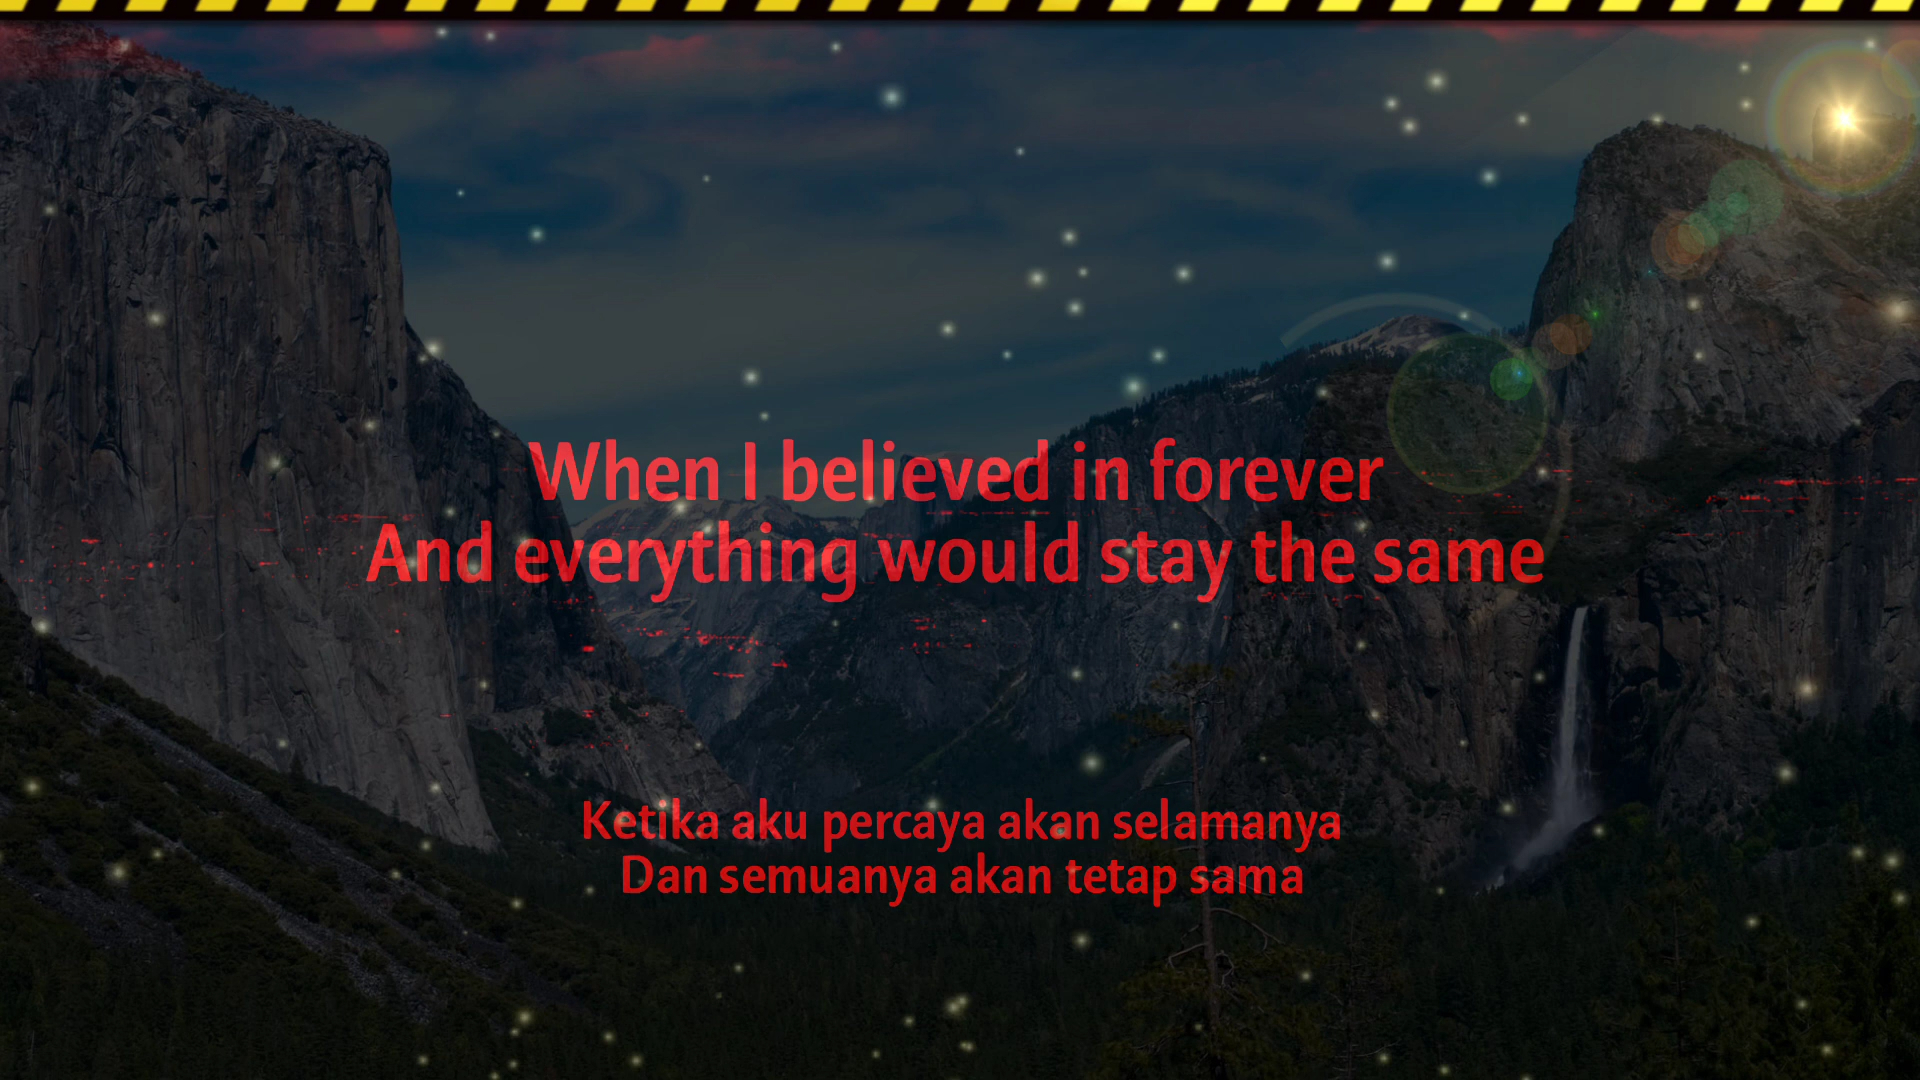 When I believed in forever
And everything would stay the same
Ketika aku percaya akan selamanya
Dan semuanya akan tetap sama